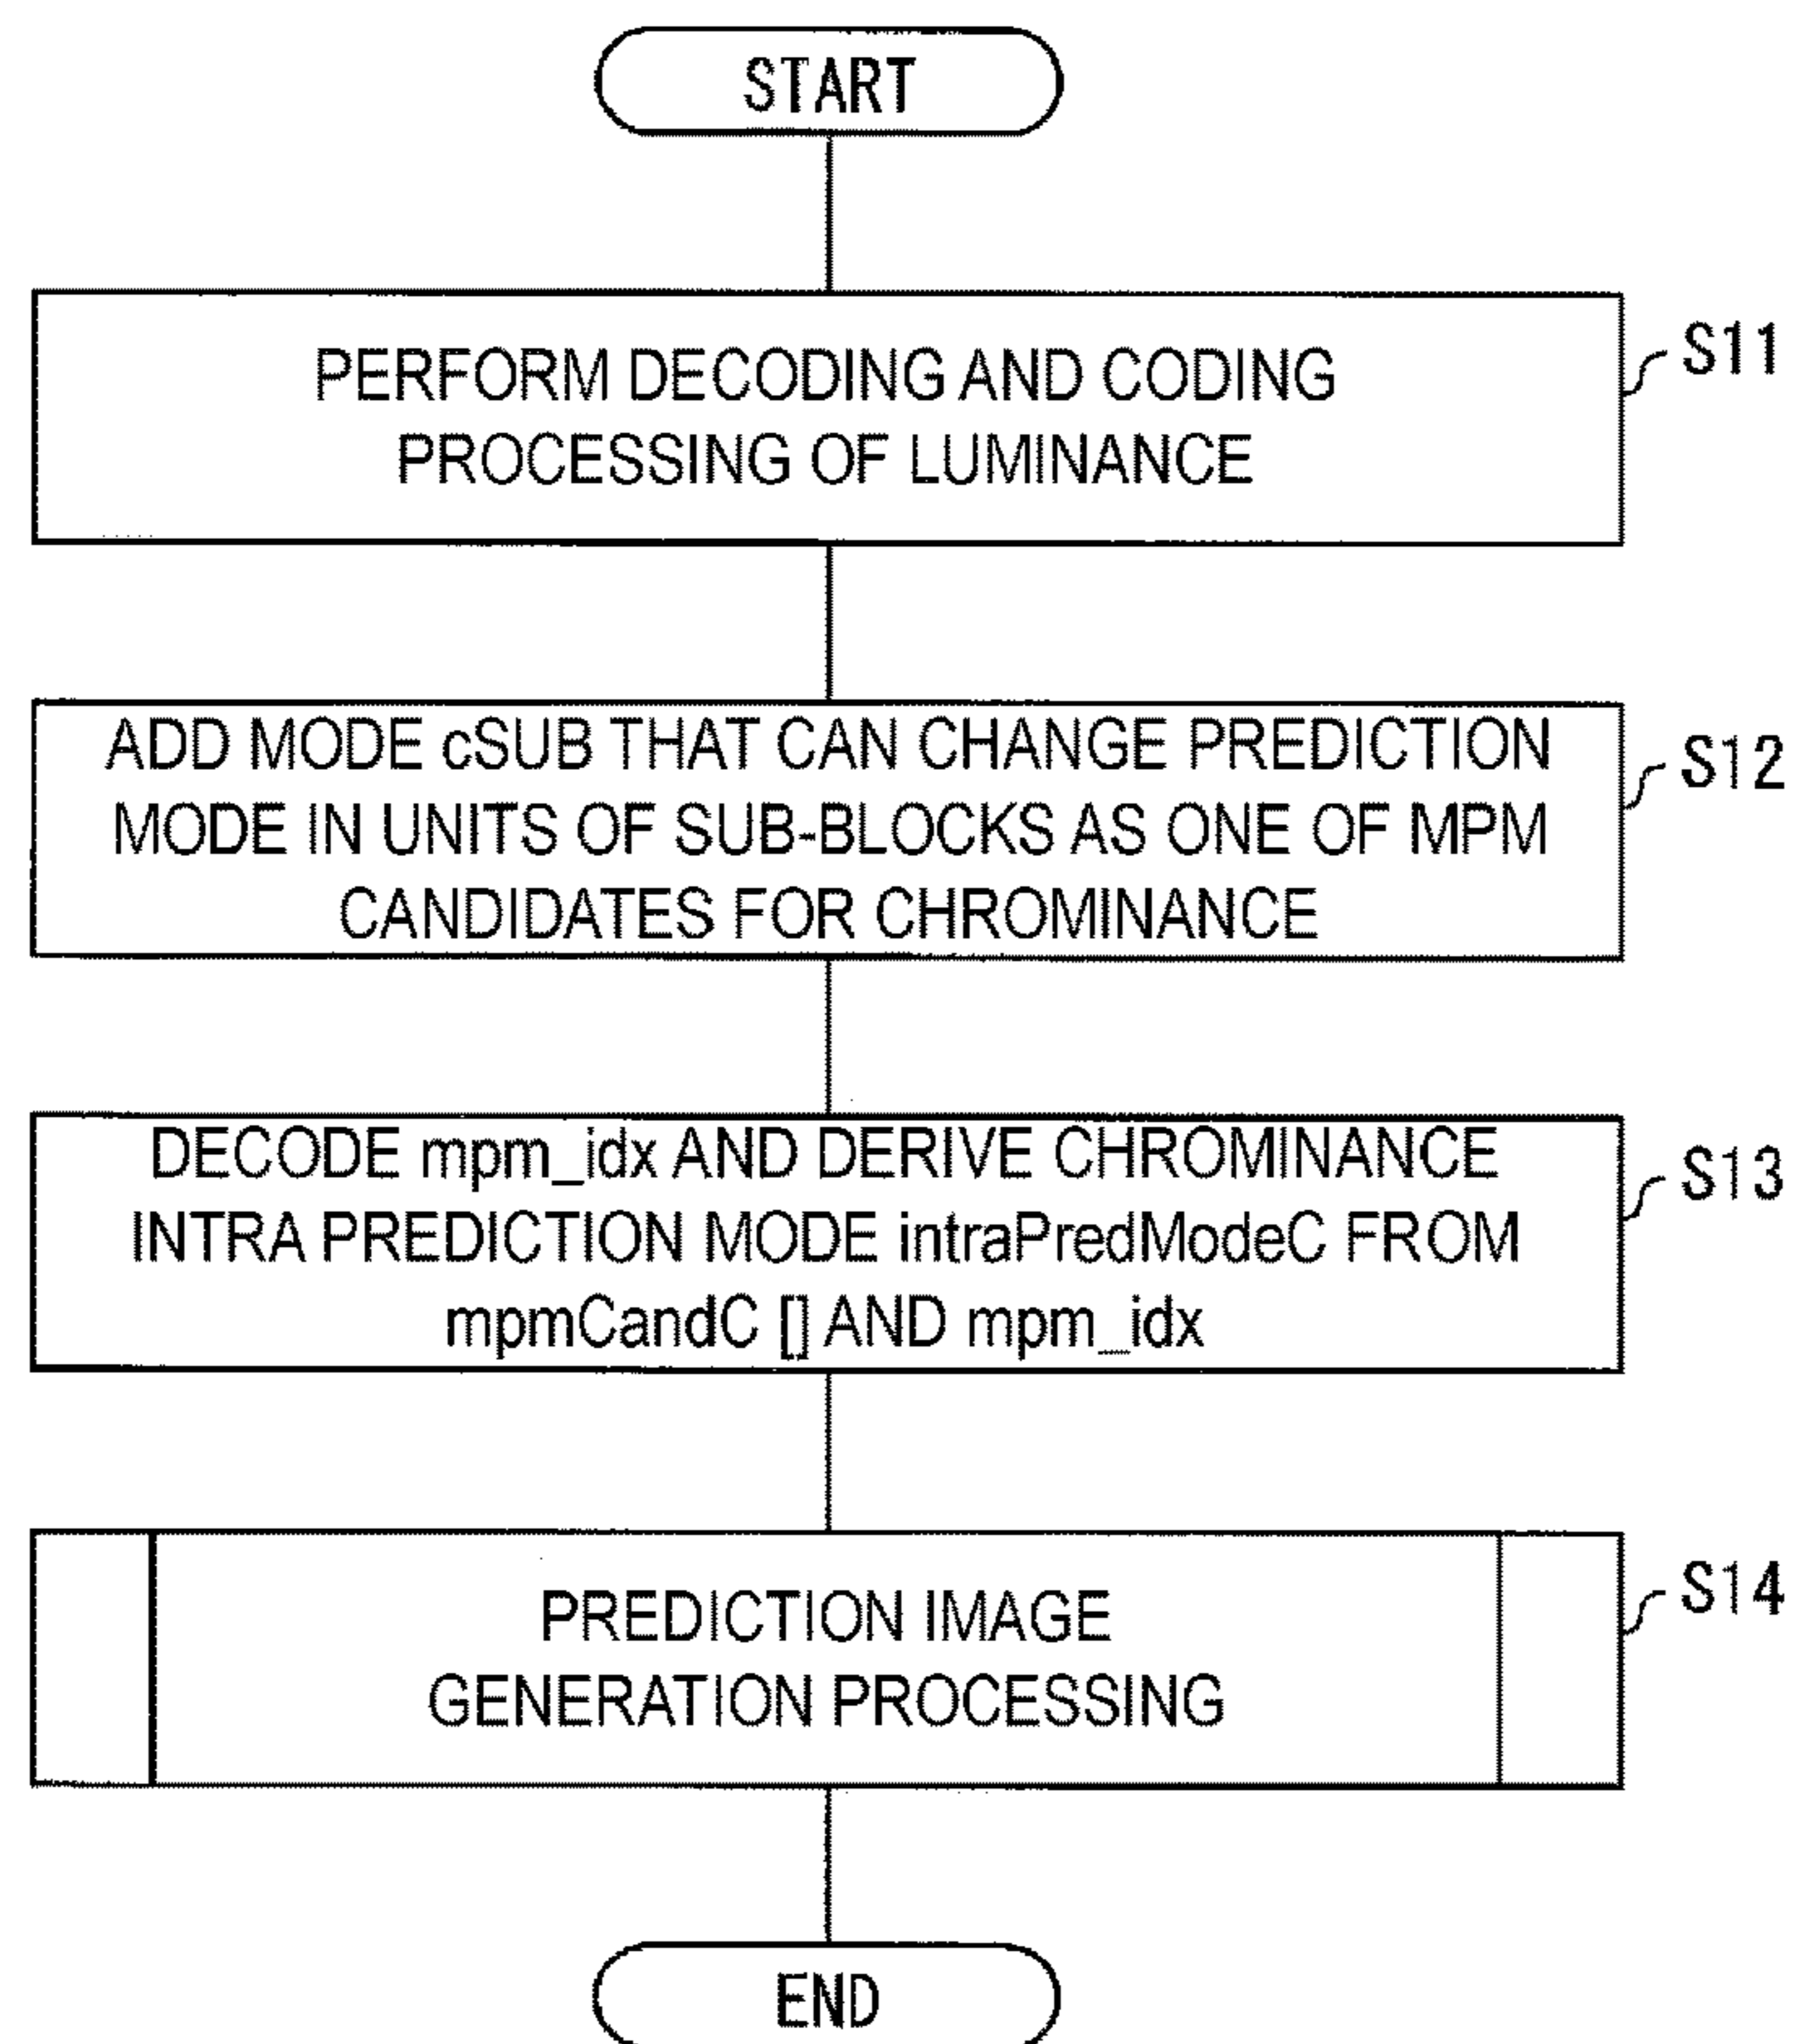 START
PERFORM DECODING AND CODING
PROCESSING OF LUMINANCE
S11
ADD MODE cSUB THAT CAN CHANGE PREDICTION
MODE IN UNITS OF SUB-BLOCKS AS ONE OF MPM
CANDIDATES FOR CHROMINANCE
S12
DECODE mpm_idx AND DERIVE CHROMINANCE
INTRA PREDICTION MODE intraPredModeC FROM
mpmCandC [] AND mpm_idx
S13
PREDICTION IMAGE
GENERATION PROCESSING
S14
END